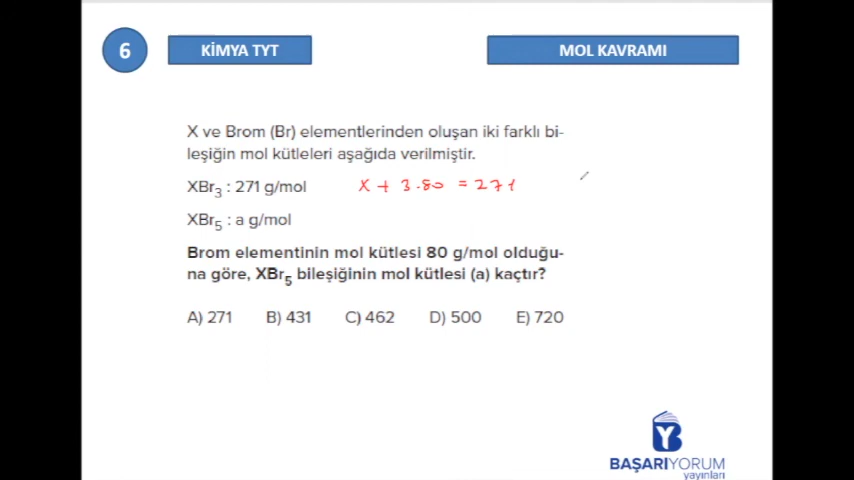 6
KİMYA TYT
MOL KAVRAMI
X ve Brom (Br) elementlerinden oluşan iki farklı bi-
leşiğin mol kütleleri aşağıda verilmiştir.
XBr₃ : 271 g/mol X + 3.80 = 271
XBr₅ : a g/mol
Brom elementinin mol kütlesi 80 g/mol olduğu-
na göre, XBr₅ bileşiğinin mol kütlesi (a) kaçtır?
A) 271 B) 431 C) 462 D) 500 E) 720
BAŞARIYORUM
yayınları